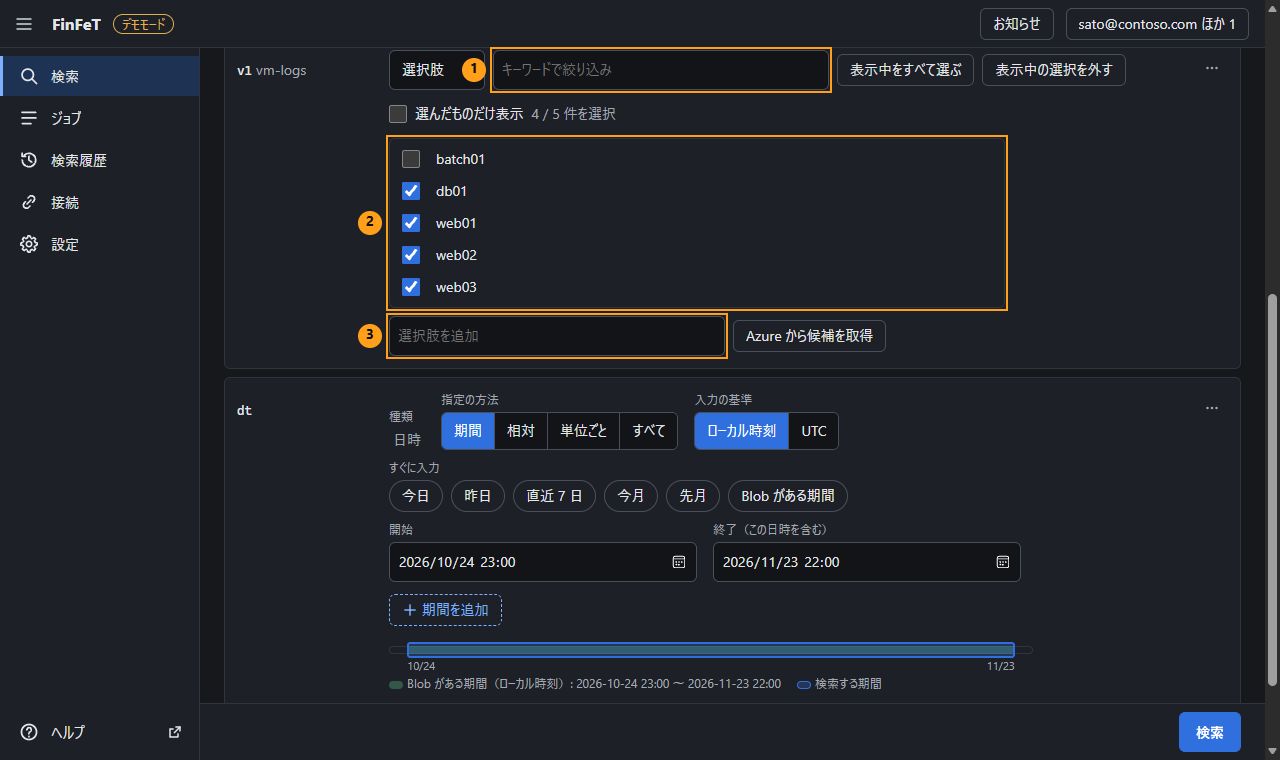 FinFeT デモモード お知らせ sato@contoso.com ほか 1
検索
ジョブ
検索履歴
接続
設定
ヘルプ
v1 vm-logs 選択肢 1 キーワードで絞り込み 表示中をすべて選ぶ 表示中の選択を外す ...
選んだものだけ表示 4 / 5 件を選択
batch01
db01
2 web01
web02
web03
3 選択肢を追加 Azure から候補を取得
dt ...
種類 指定の方法 入力の基準
日時 期間 相対 単位ごと すべて ローカル時刻 UTC
すぐに入力
今日 昨日 直近 7 日 今月 先月 Blob がある期間
開始 終了（この日時を含む）
2026/10/24 23:00 2026/11/23 22:00
+ 期間を追加
10/24 11/23
Blob がある期間（ローカル時刻）: 2026-10-24 23:00 〜 2026-11-23 22:00 検索する期間
検索